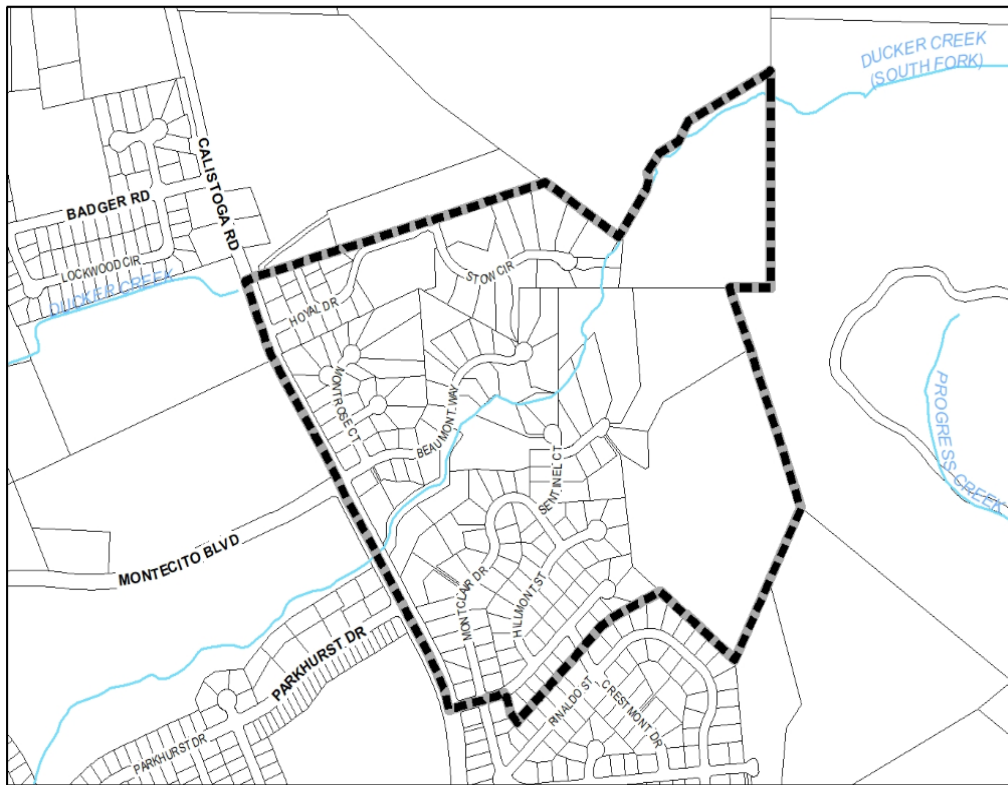 DUCKER CREEK
(SOUTH FORK)
CALISTOGA RD
BADGER RD
LOCKWOOD CIR
DUCKER CREEK
STOW CIR
HOYAL DR
MONTROSE CT
BEAUMONT WAY
PROGRESS CREEK
SENTINEL CT
MONTECITO BLVD
MONTCLAIR DR
HILLMONT ST
PARKHURST DR
RINALDO ST
CRESTMONT DR
PARKHURST DR